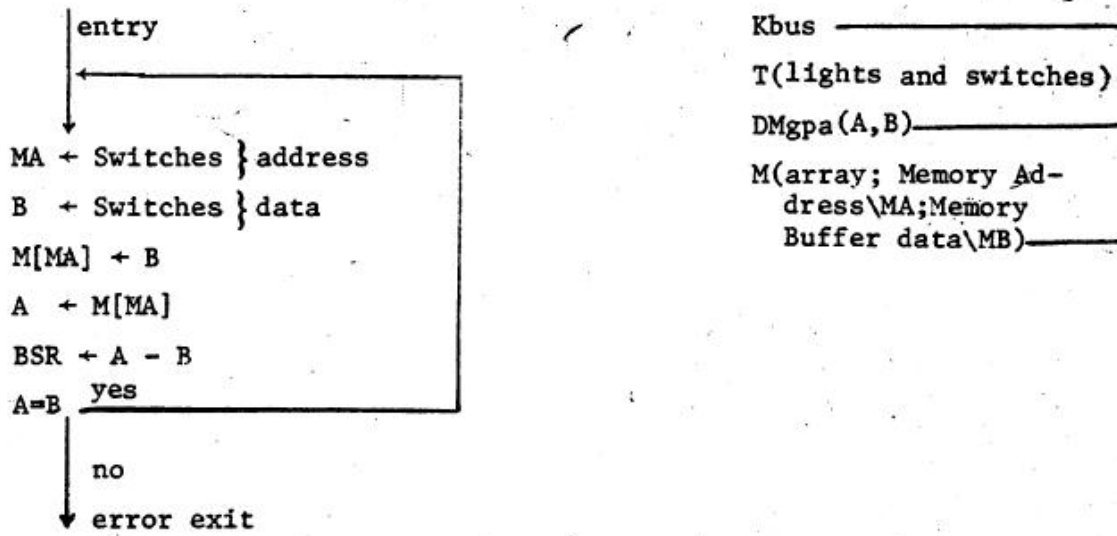 entry
MA ← Switches } address
B ← Switches } data
M[MA] ← B
A ← M[MA]
BSR ← A - B
A=B yes
no
error exit
Kbus
T(lights and switches)
DMgpa(A,B)
M(array; Memory Ad-
dress\MA;Memory
Buffer data\MB)